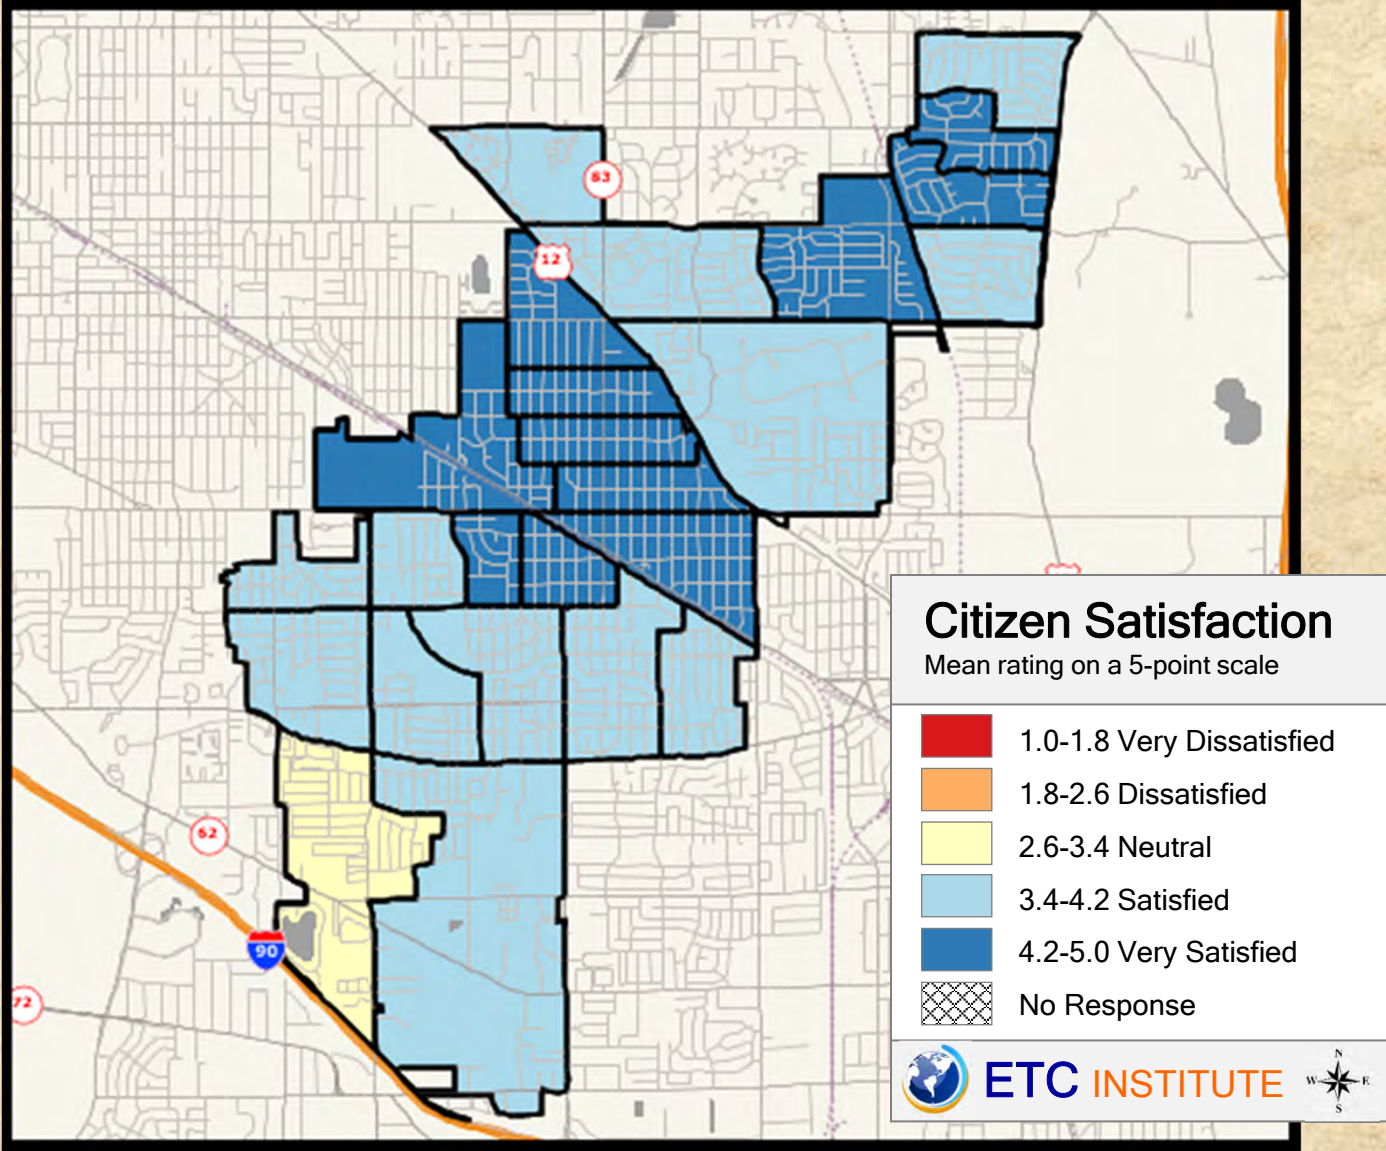 83
12
Citizen Satisfaction
Mean rating on a 5-point scale
1.0-1.8 Very Dissatisfied
1.8-2.6 Dissatisfied
62
2.6-3.4 Neutral
3.4-4.2 Satisfied
90
4.2-5.0 Very Satisfied
72
No Response
ETC INSTITUTE
N
W E
S